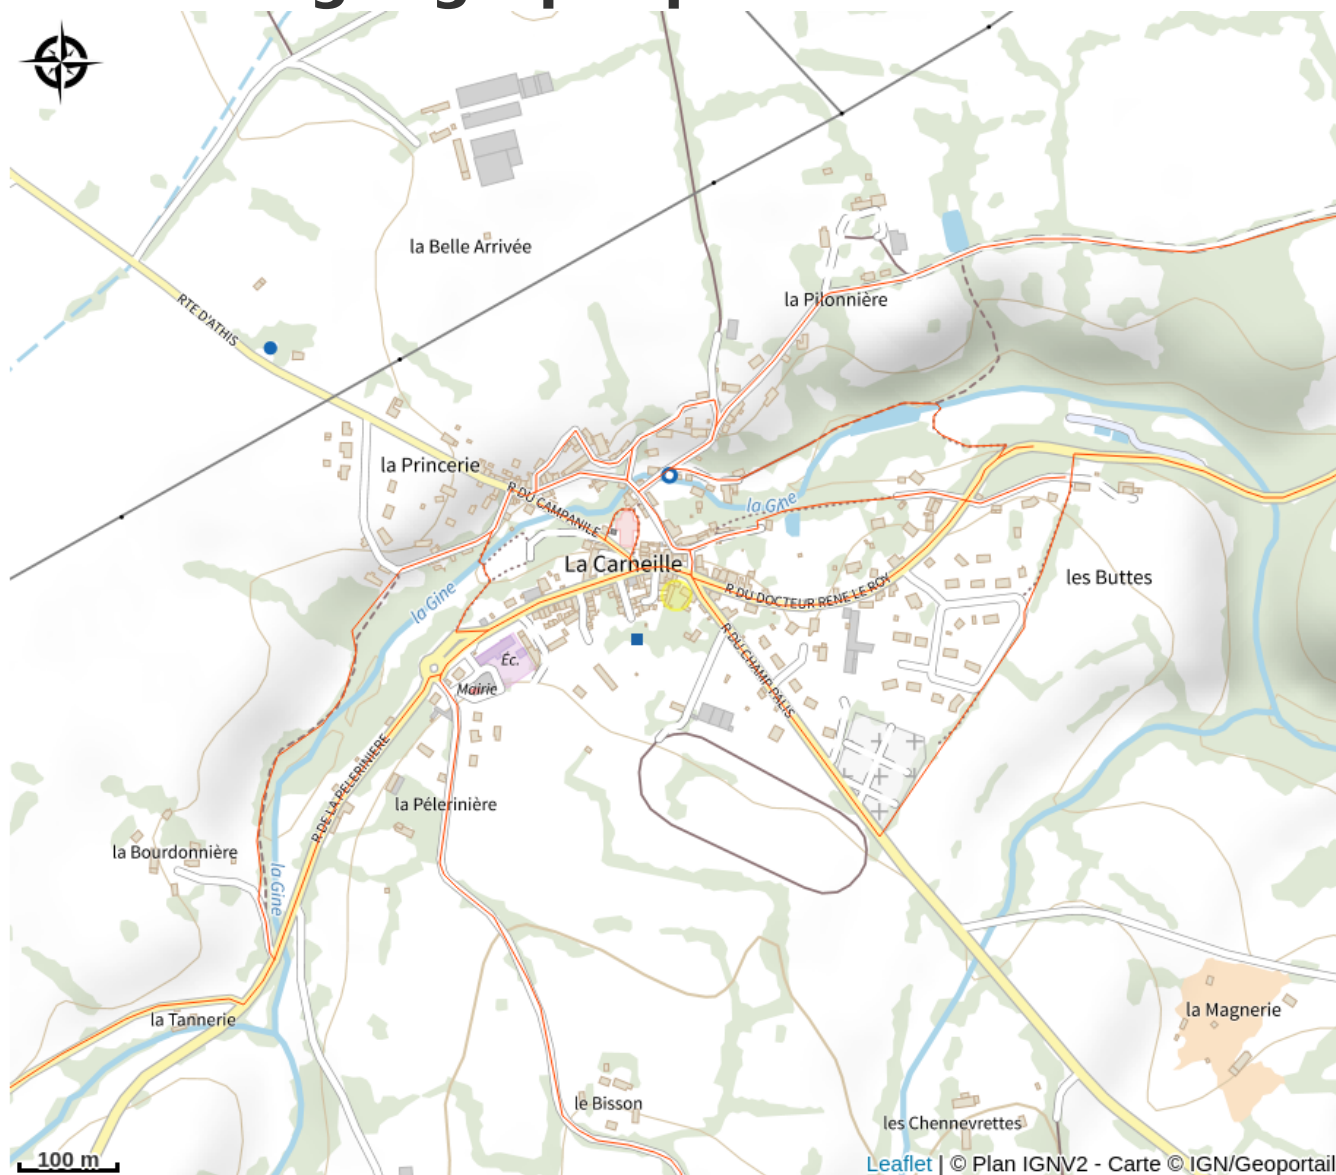 la Belle Arrivée
la Pilonnière
RTE D'ATHIS
la Princerie
R DU CAMPANILE
la Gine
La Carneille
les Buttes
R DU DOCTEUR RENE LE ROY
la Gine
R DU CHAMP PALIS
Éc.
Mairie
R DE LA PELERINIERE
la Pélerinière
la Bourdonnière
la Gine
la Magnerie
la Tannerie
le Bisson
les Chennevrettes
100 m
Leaflet | © Plan IGNV2 - Carte © IGN/Geoportail